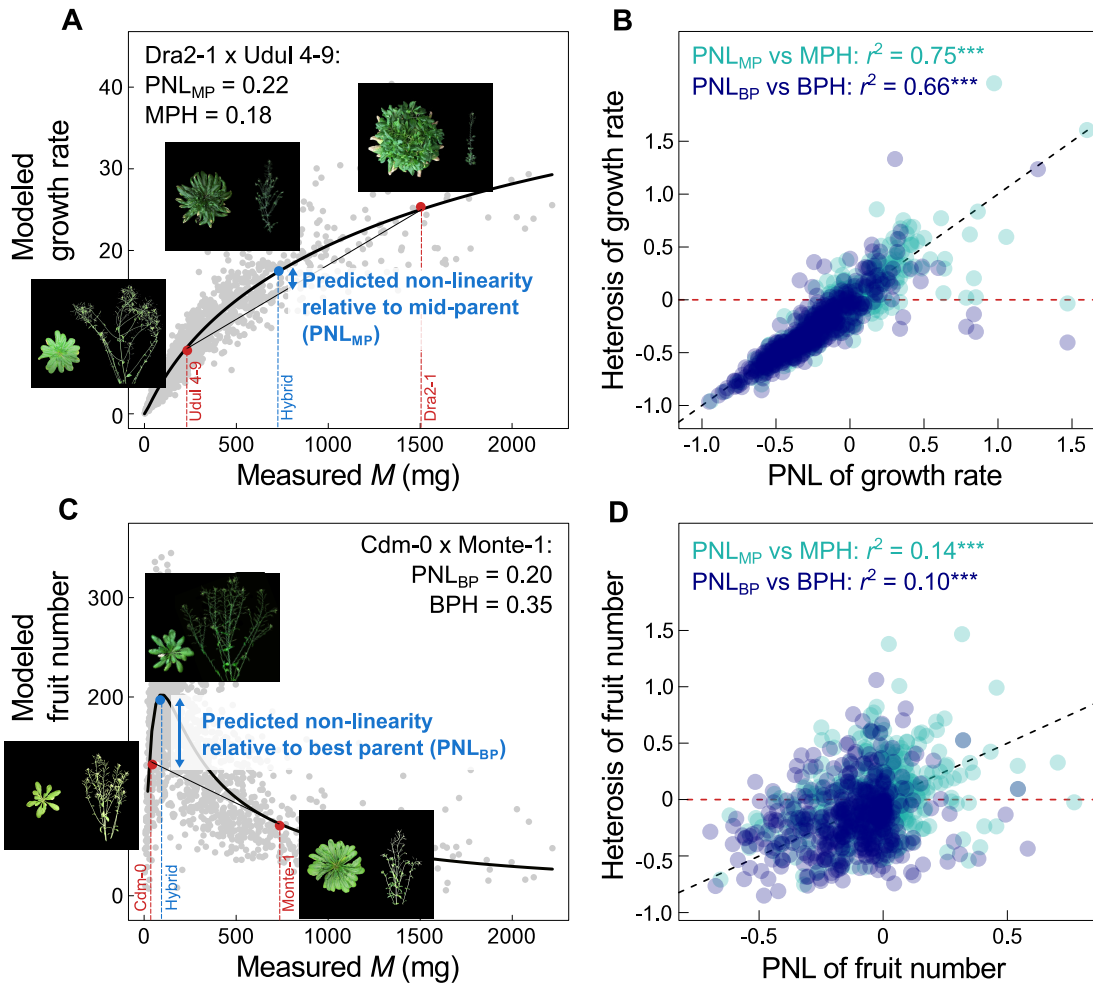 A
Dra2-1 x Udul 4-9:
PNLMP = 0.22
MPH = 0.18
Modeled
growth rate
40
30
20
0
Predicted non-linearity
relative to mid-parent
(PNLMP)
Udul 4-9
Hybrid
Dra2-1
0
500
1000
1500
2000
Measured M (mg)
B
PNLMP vs MPH: r² = 0.75***
PNLBP vs BPH: r² = 0.66***
Heterosis of growth rate
1.5
1.0
0.5
0
-0.5
-1.0
-1.0
-0.5
0
0.5
1.0
1.5
PNL of growth rate
C
Cdm-0 x Monte-1:
PNLBP = 0.20
BPH = 0.35
Modeled
fruit number
300
200
0
Predicted non-linearity
relative to best parent (PNLBP)
Cdm-0
Hybrid
Monte-1
0
500
1000
1500
2000
Measured M (mg)
D
PNLMP vs MPH: r² = 0.14***
PNLBP vs BPH: r² = 0.10***
Heterosis of fruit number
1.5
1.0
0.5
0
-0.5
-1.0
-0.5
0
0.5
PNL of fruit number